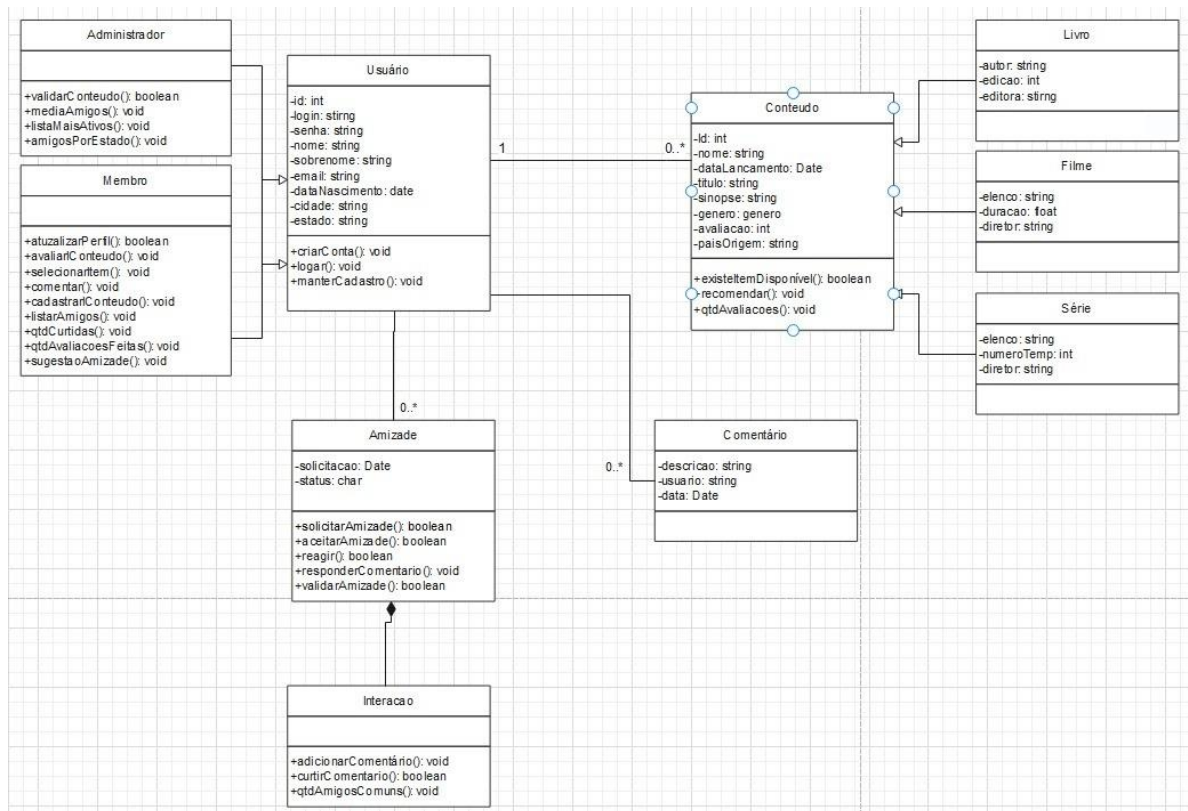 Administrador
+validarConteudo(): boolean
+mediaAmigos(): void
+listaMaisAtivos(): void
+amigosPorEstado(): void
Membro
+atuzalizarPerfil(): boolean
+avaliarlConteudo(): void
+selecionarItem(): void
+comentar(): void
+cadastrarlConteudo(): void
+listarAmigos(): void
+qtdCurtidas(): void
+qtdAvaliacoesFeitas(): void
+sugestaoAmizade(): void
Usuário
-id: int
-login: stirng
-senha: string
-nome: string
-sobrenome: string
-email: string
-dataNascimento: date
-cidade: string
-estado: string
+criarConta(): void
+logar(): void
+manterCadastro(): void
1
0..*
Conteudo
-Id: int
-nome: string
-dataLancamento: Date
-titulo: string
-sinopse: string
-genero: genero
-avaliacao: int
-paisOrigem: string
+existeItemDisponível(): boolean
recomendar(): void
+qtdAvaliacoes(): void
Livro
-autor: string
-edicao: int
-editora: stirng
Filme
-elenco: string
-duracao: float
-diretor: string
Série
-elenco: string
-numeroTemp: int
-diretor: string
0..*
Amizade
-solicitacao: Date
-status: char
+solicitarAmizade(): boolean
+aceitarAmizade(): boolean
+reagir(): boolean
+responderComentario(): void
+validarAmizade(): boolean
0..*
Comentário
-descricao: string
-usuario: string
-data: Date
Interacao
+adicionarComentário(): void
+curtirComentario(): boolean
+qtdAmigosComuns(): void